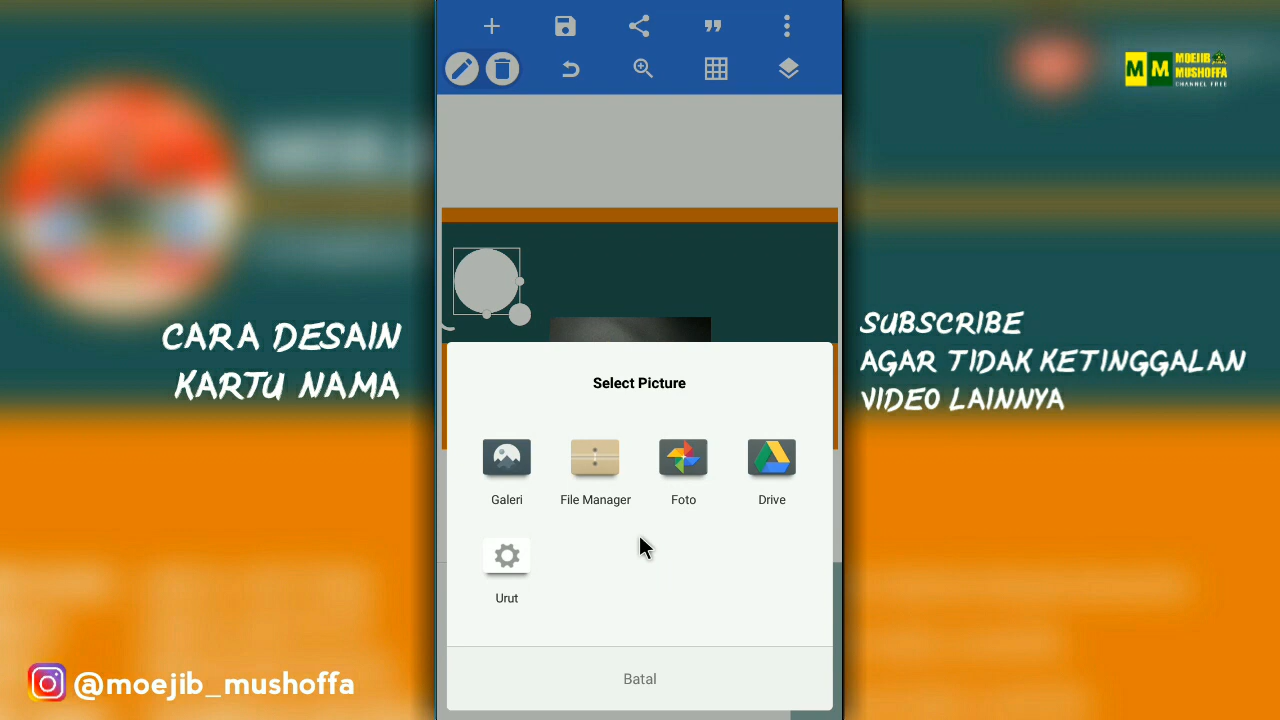 M M MOEJIB
MUSHOFFA
CHANNEL FREE
CARA DESAIN
KARTU NAMA
SUBSCRIBE
AGAR TIDAK KETINGGALAN
VIDEO LAINNYA
Select Picture
Galeri
File Manager
Foto
Drive
Urut
Batal
@moejib_mushoffa